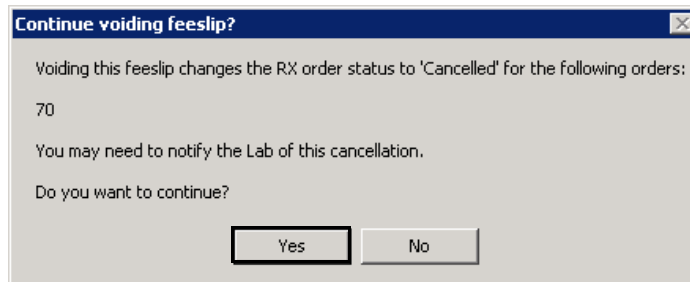 Continue voiding feeslip?
Voiding this feeslip changes the RX order status to 'Cancelled' for the following orders:
70
You may need to notify the Lab of this cancellation.
Do you want to continue?
Yes No